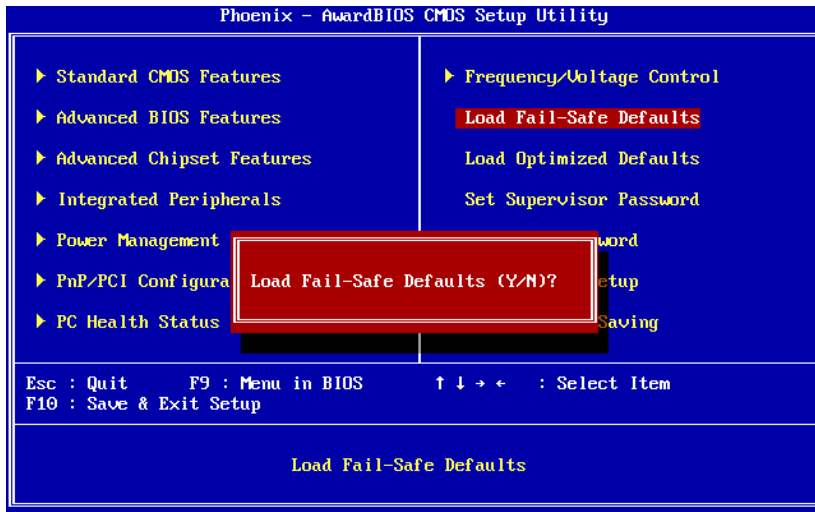 Phoenix - AwardBIOS CMOS Setup Utility
Standard CMOS Features
Advanced BIOS Features
Advanced Chipset Features
Integrated Peripherals
Power Management
PnP/PCI Configura
PC Health Status
Frequency/Voltage Control
Load Fail-Safe Defaults
Load Optimized Defaults
Set Supervisor Password
word
etup
Saving
Load Fail-Safe Defaults (Y/N)?
Esc : Quit F9 : Menu in BIOS ↑ ↓ → ← : Select Item
F10 : Save & Exit Setup
Load Fail-Safe Defaults